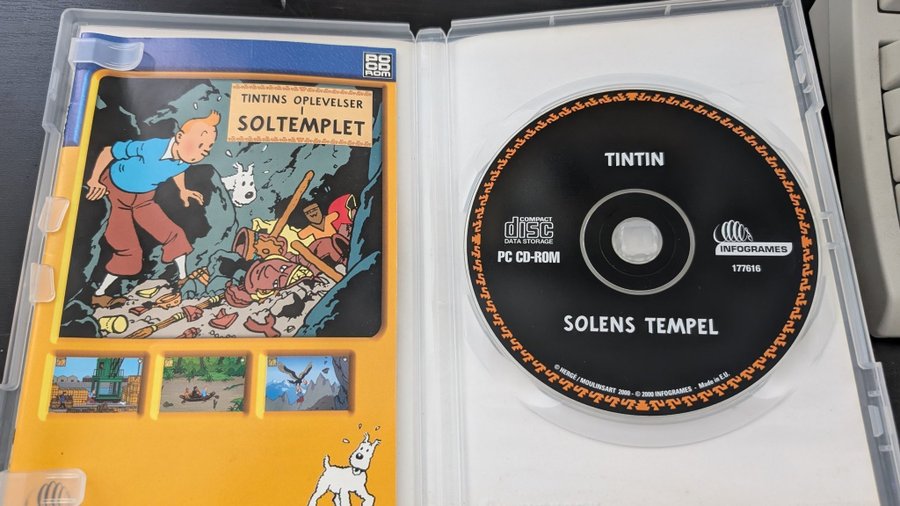 PC
CD
ROM
TINTINS OPLEVELSER
I
SOLTEMPLET
TINTIN
COMPACT
disc
DATA STORAGE
PC CD-ROM
INFOGRAMES
177616
SOLENS TEMPEL
© HERGÉ / MOULINSART 2000 - © 2000 INFOGRAMES - Made in E.U.